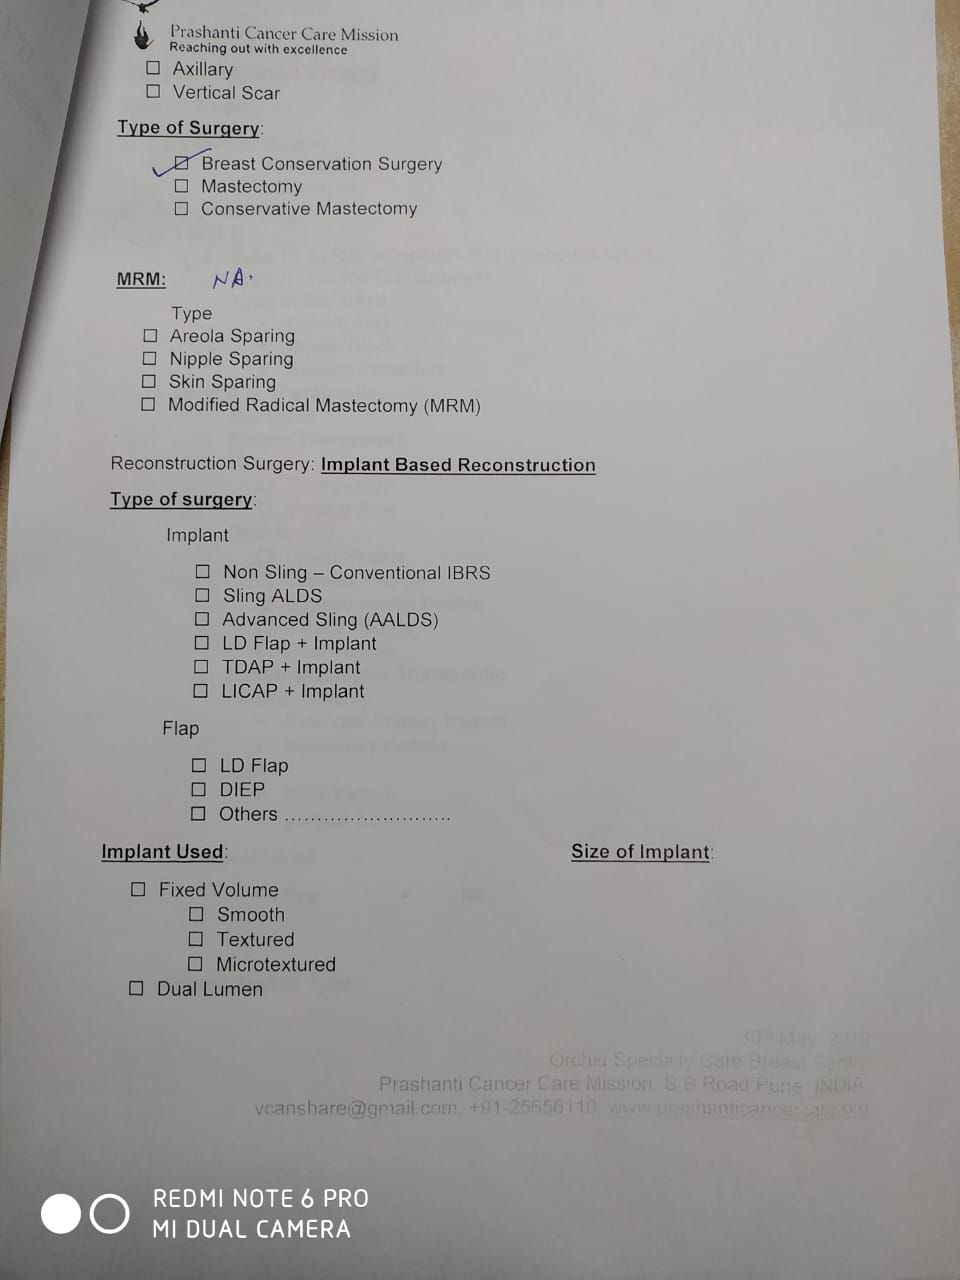 Prashanti Cancer Care Mission
Reaching out with excellence
☐ Axillary
☐ Vertical Scar
Type of Surgery:
☑ Breast Conservation Surgery
☐ Mastectomy
☐ Conservative Mastectomy
MRM: NA.
Type
☐ Areola Sparing
☐ Nipple Sparing
☐ Skin Sparing
☐ Modified Radical Mastectomy (MRM)
Reconstruction Surgery: Implant Based Reconstruction
Type of surgery:
Implant
☐ Non Sling – Conventional IBRS
☐ Sling ALDS
☐ Advanced Sling (AALDS)
☐ LD Flap + Implant
☐ TDAP + Implant
☐ LICAP + Implant
Flap
☐ LD Flap
☐ DIEP
☐ Others ..........................
Implant Used: Size of Implant:
☐ Fixed Volume
☐ Smooth
☐ Textured
☐ Microtextured
☐ Dual Lumen
30th May, 2019
Orchid Specialty Care Breast Centre
Prashanti Cancer Care Mission, S.B.Road Pune, INDIA
vcanshare@gmail.com, +91-25656110, www.prashanticancercare.org
REDMI NOTE 6 PRO
MI DUAL CAMERA